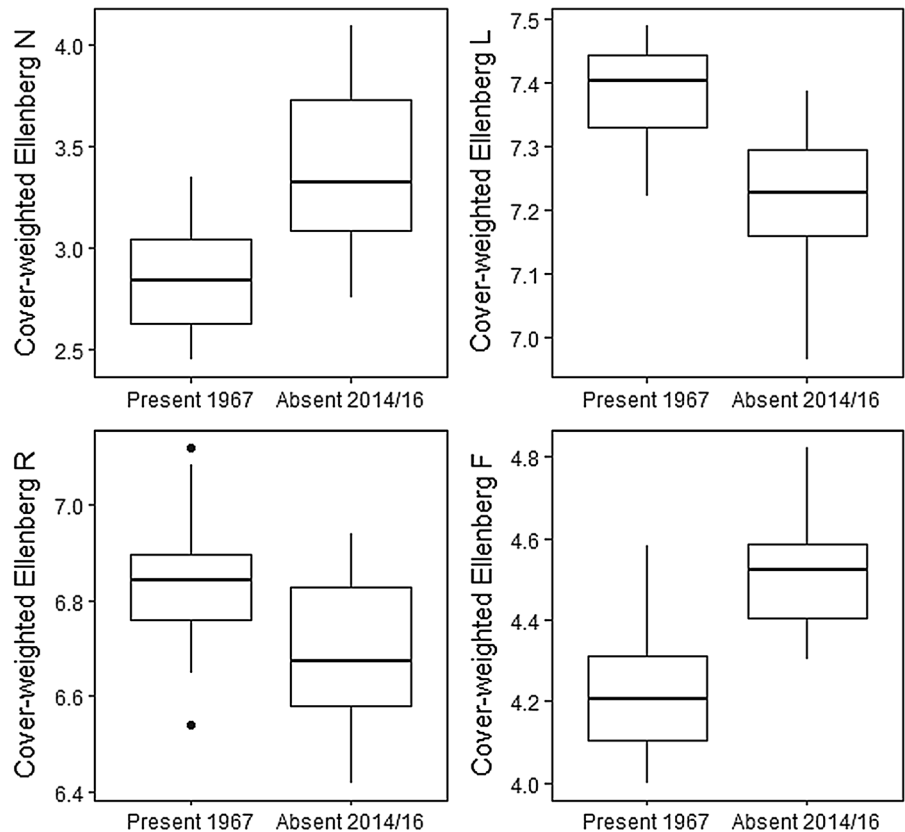 Cover-weighted Ellenberg N
4.0
3.5
3.0
2.5
Present 1967 Absent 2014/16
Cover-weighted Ellenberg L
7.5
7.4
7.3
7.2
7.1
7.0
Present 1967 Absent 2014/16
Cover-weighted Ellenberg R
7.0
6.8
6.6
6.4
Present 1967 Absent 2014/16
Cover-weighted Ellenberg F
4.8
4.6
4.4
4.2
4.0
Present 1967 Absent 2014/16